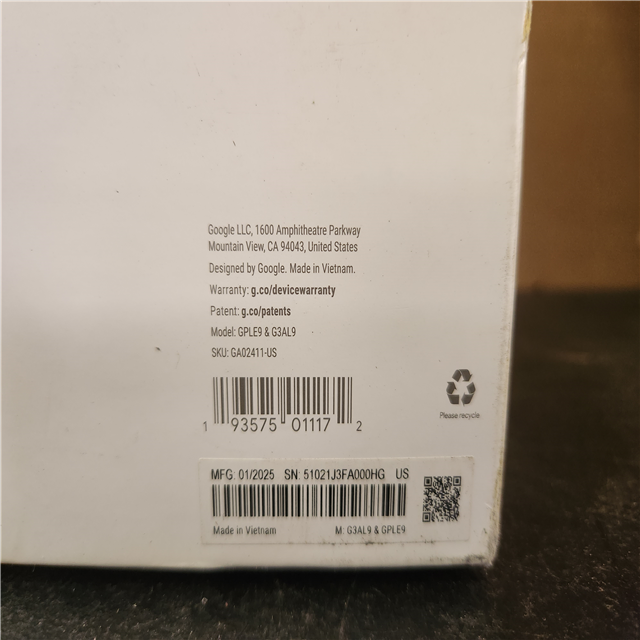 Google LLC, 1600 Amphitheatre Parkway
Mountain View, CA 94043, United States
Designed by Google. Made in Vietnam.
Warranty: g.co/devicewarranty
Patent: g.co/patents
Model: GPLE9 & G3AL9
SKU: GA02411-US
1 93575 01117 2
Please recycle.
MFG: 01/2025 SN: 51021J3FA000HG US
Made in Vietnam M: G3AL9 & GPLE9